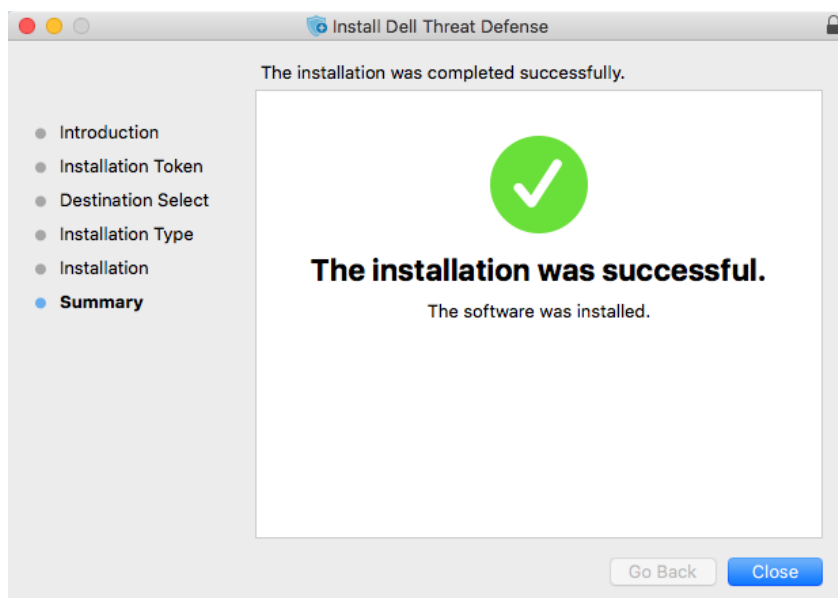 Install Dell Threat Defense
The installation was completed successfully.
Introduction
Installation Token
Destination Select
Installation Type
Installation
Summary
The installation was successful.
The software was installed.
Go Back
Close